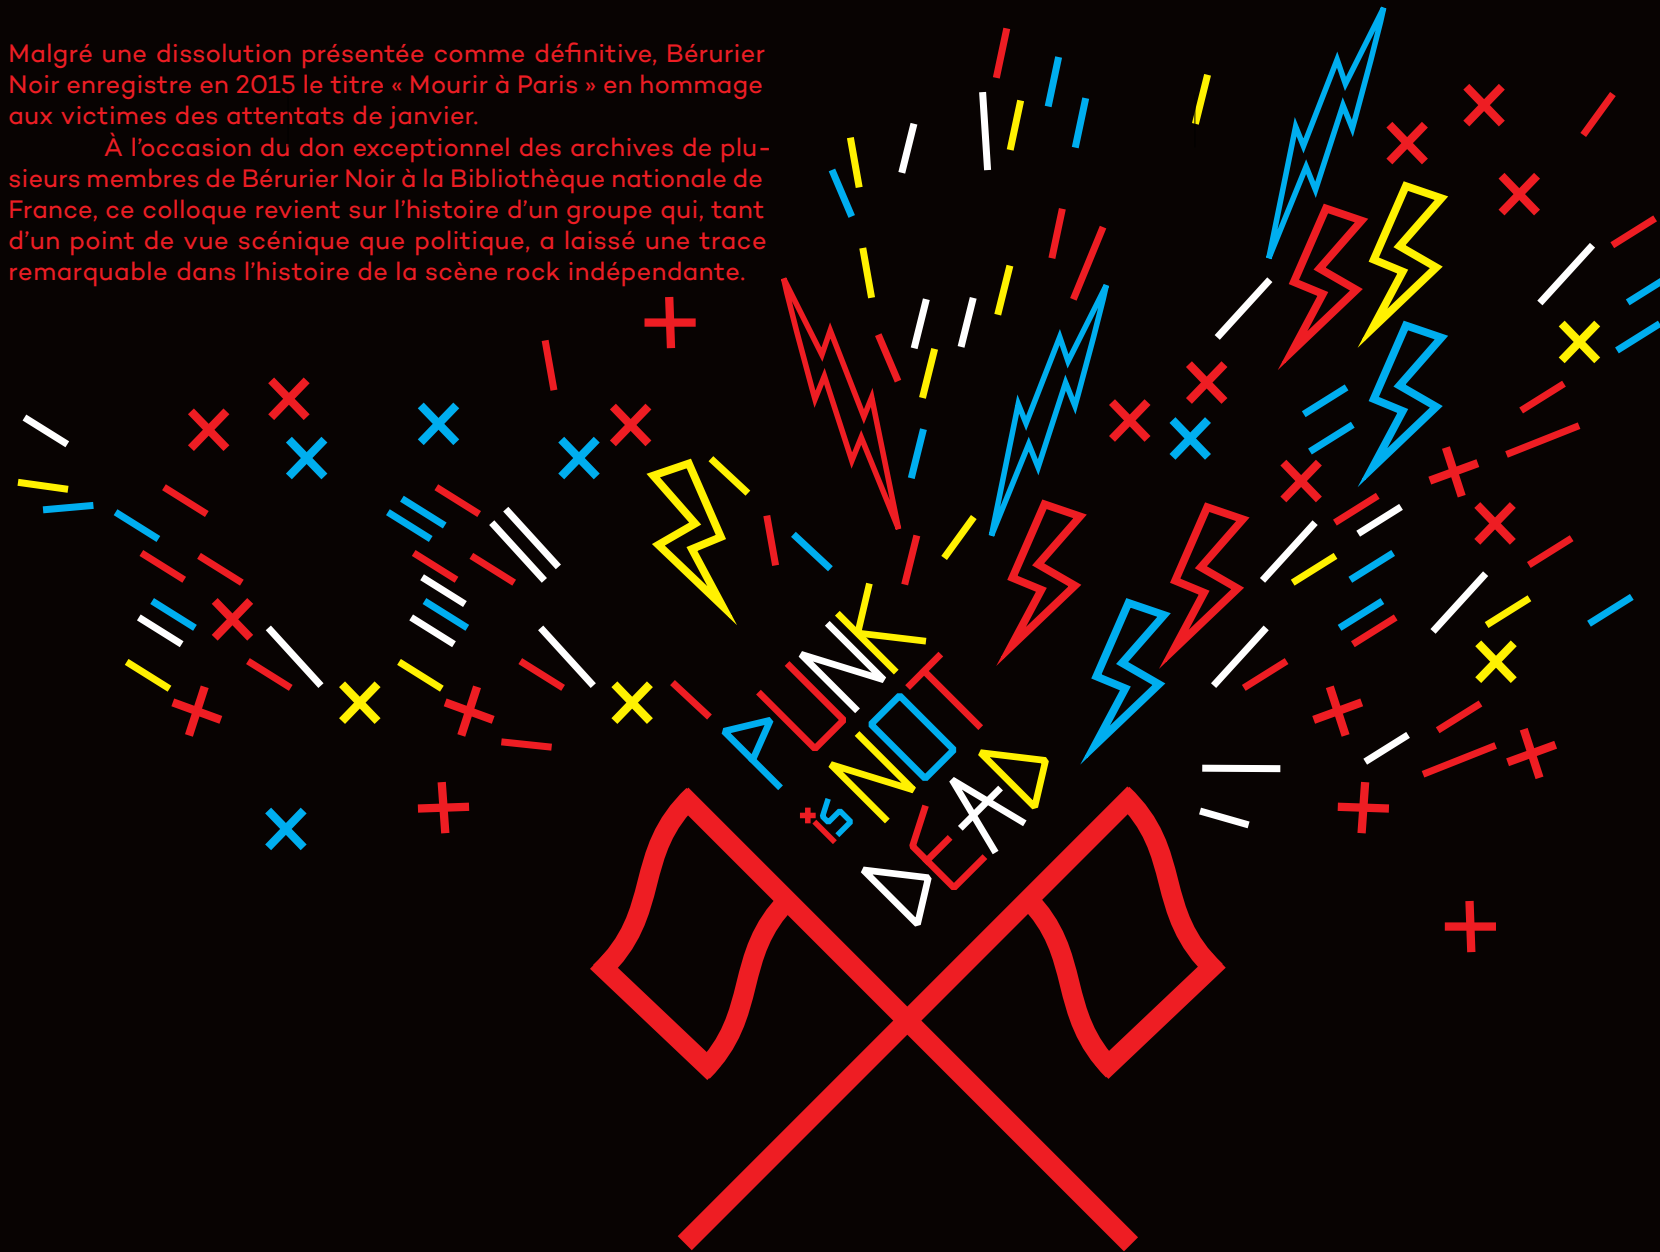 Malgré une dissolution présentée comme définitive, Bérurier
Noir enregistre en 2015 le titre « Mourir à Paris » en hommage
aux victimes des attentats de janvier.
À l’occasion du don exceptionnel des archives de plu-
sieurs membres de Bérurier Noir à la Bibliothèque nationale de
France, ce colloque revient sur l’histoire d’un groupe qui, tant
d’un point de vue scénique que politique, a laissé une trace
remarquable dans l’histoire de la scène rock indépendante.
PUNK
iS NOT
DEAD